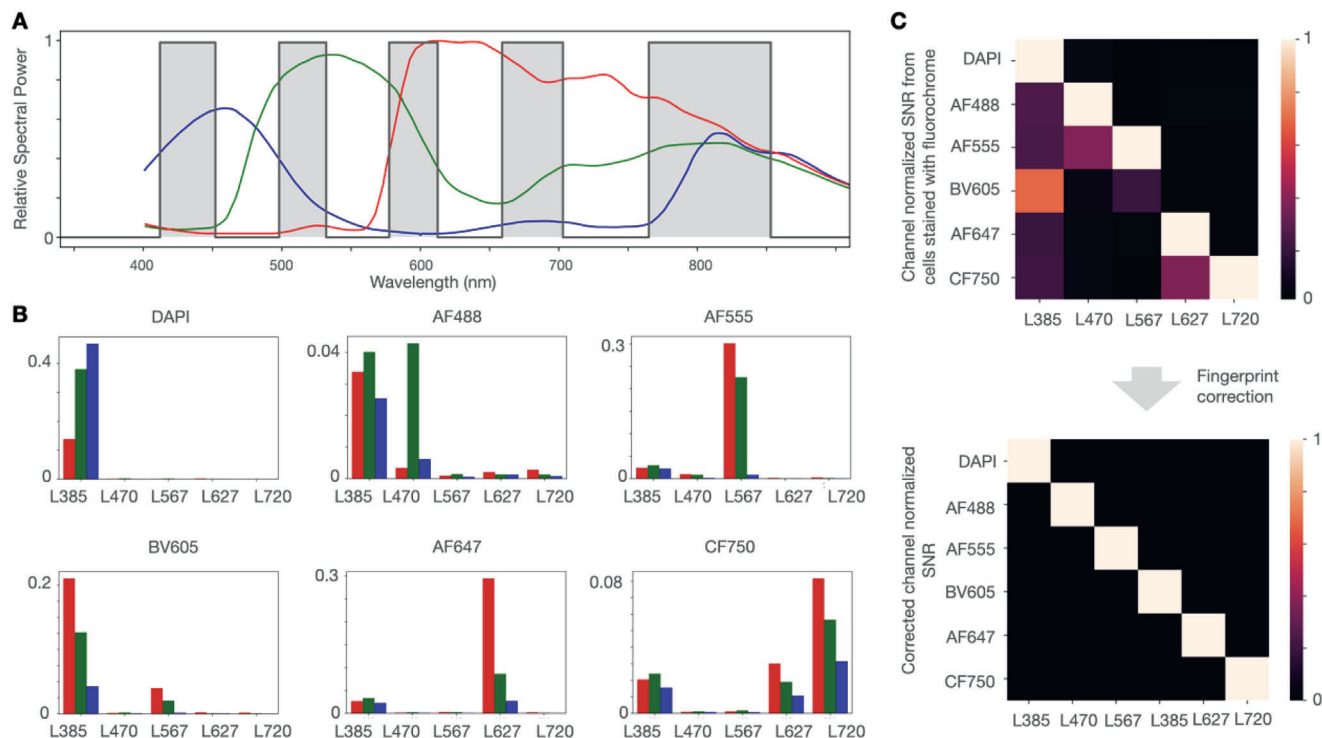 A
Relative Spectral Power
1
0
400
500
600
700
800
Wavelength (nm)
B
DAPI
0.4
0
L385 L470 L567 L627 L720
AF488
0.04
0
L385 L470 L567 L627 L720
AF555
0.3
0
L385 L470 L567 L627 L720
BV605
0.2
0
L385 L470 L567 L627 L720
AF647
0.3
0
L385 L470 L567 L627 L720
CF750
0.08
0
L385 L470 L567 L627 L720
C
Channel normalized SNR from
cells stained with fluorochrome
DAPI
AF488
AF555
BV605
AF647
CF750
L385 L470 L567 L627 L720
1
0
Fingerprint
correction
Corrected channel normalized
SNR
DAPI
AF488
AF555
BV605
AF647
CF750
L385 L470 L567 L385 L627 L720
1
0